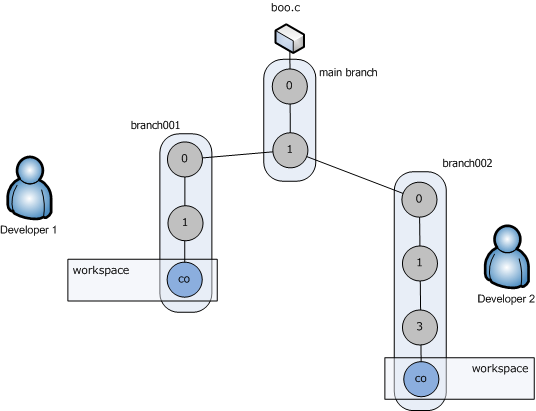 boo.c
main branch
0
1
branch001
0
1
workspace
co
Developer 1
branch002
0
1
3
workspace
co
Developer 2